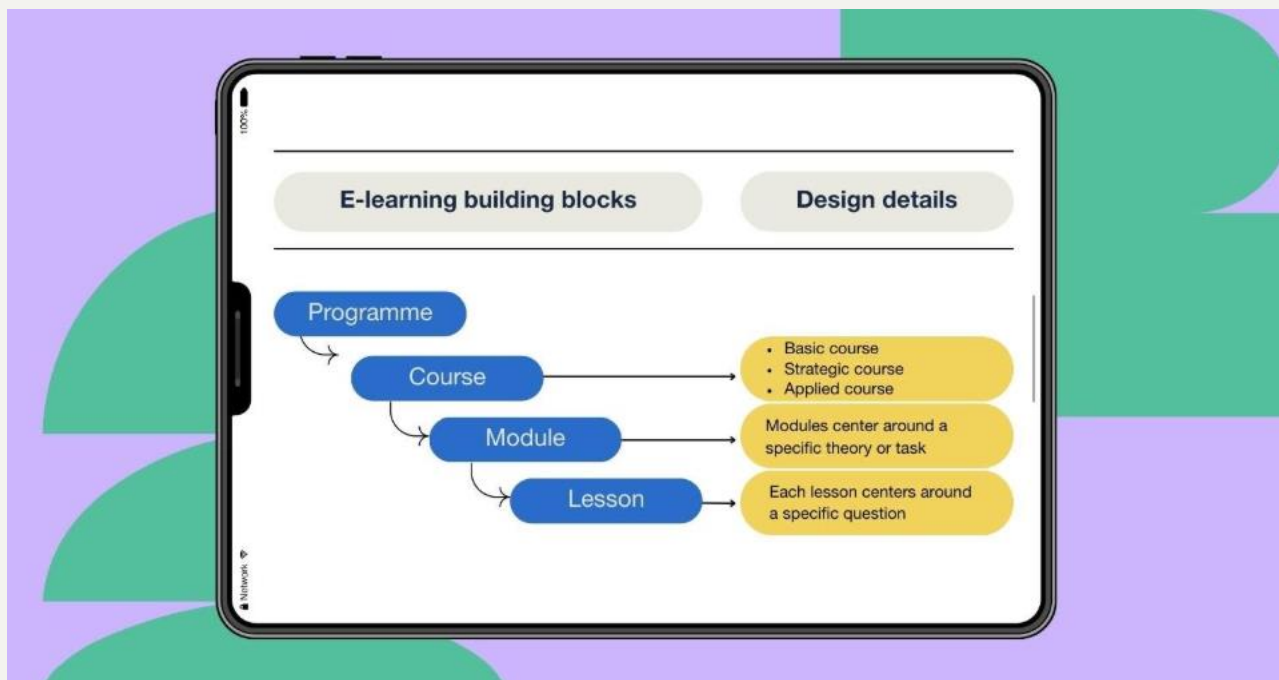 100%
E-learning building blocks
Design details
Programme
Course
• Basic course
• Strategic course
• Applied course
Module
Modules center around a
specific theory or task
Lesson
Each lesson centers around
a specific question
Network